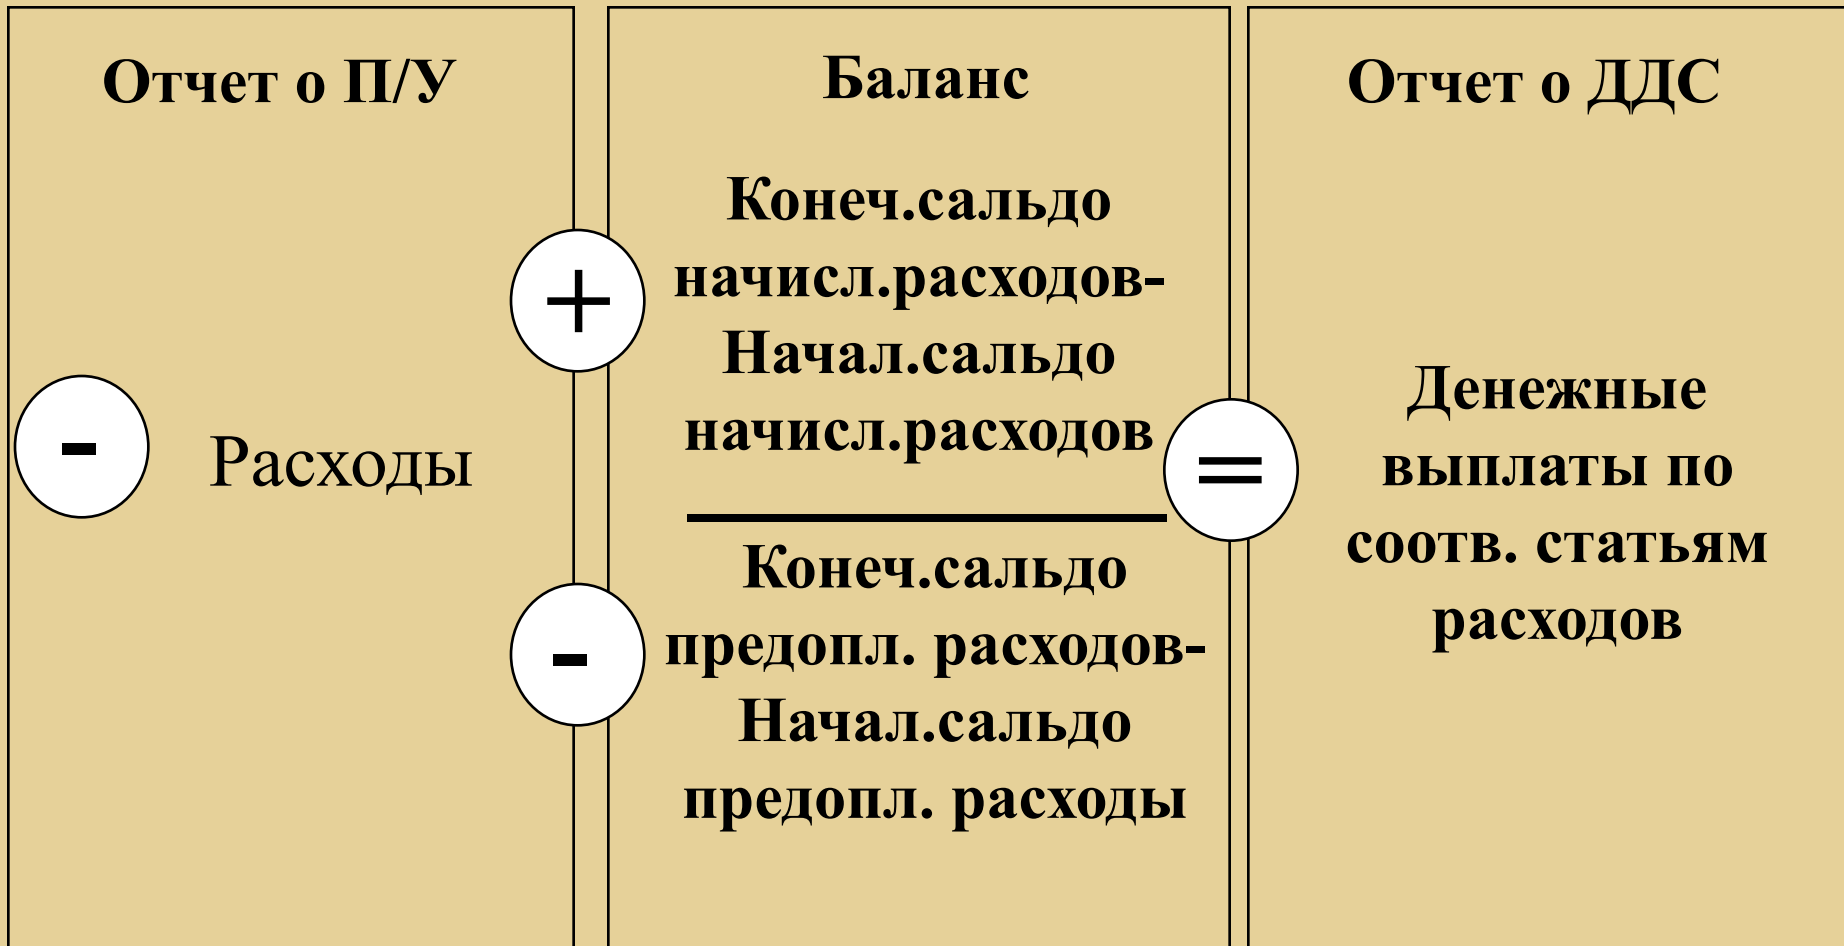 Отчет о П/У
-
Расходы
+
-
Баланс
Конеч.сальдо
начисл.расходов-
Начал.сальдо
начисл.расходов
Конеч.сальдо
предопл. расходов-
Начал.сальдо
предопл. расходы
=
Отчет о ДДС
Денежные
выплаты по
соотв. статьям
расходов